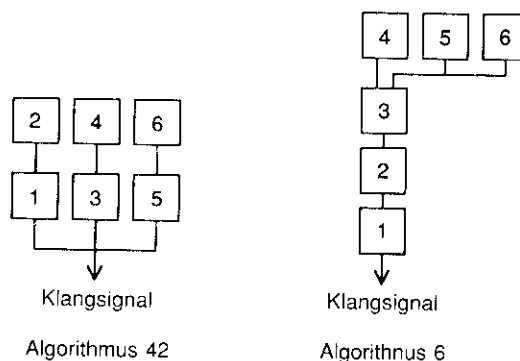 2 4 6
1 3 5
Klangsignal
Algorithmus 42
4 5 6
3
2
1
Klangsignal
Algorithnus 6